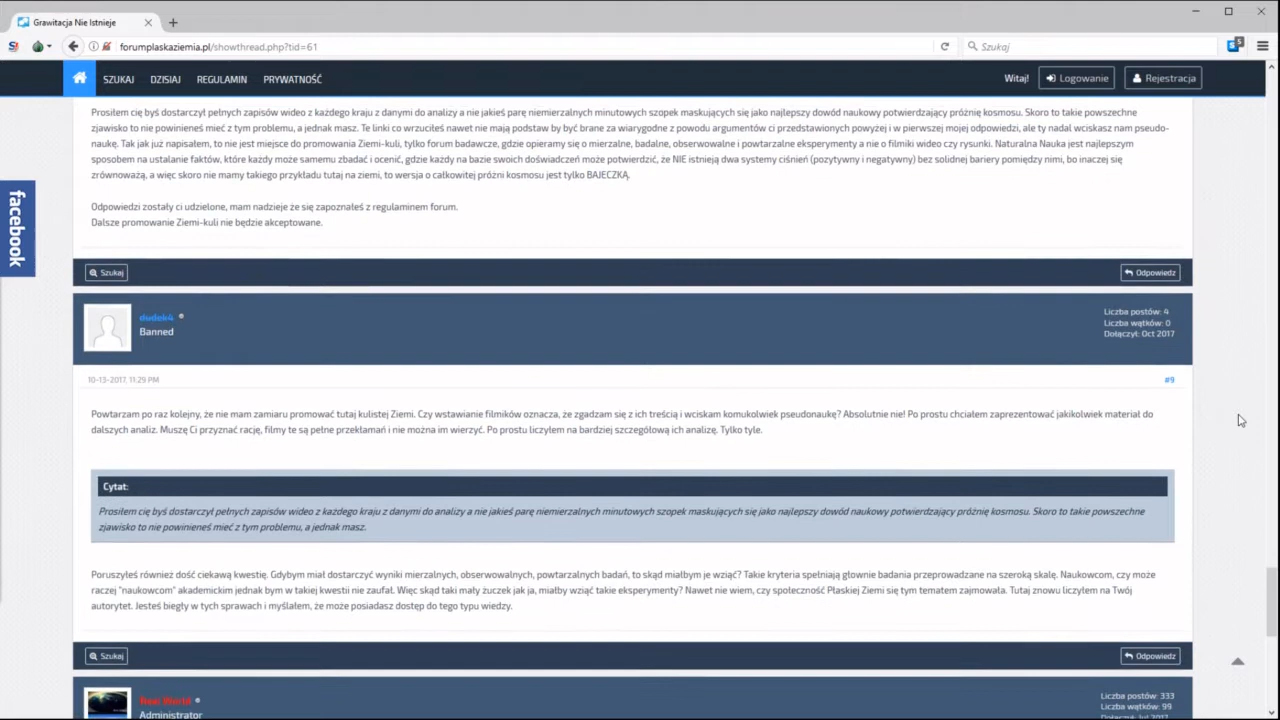 Grawitacja Nie Istnieje
forumplaskaziemia.pl/showthread.php?tid=61
Szukaj
5
SZUKAJ DZISIAJ REGULAMIN PRYWATNOŚĆ
Witaj! Logowanie Rejestracja
facebook
Prosiłem cię byś dostarczył pełnych zapisów wideo z każdego kraju z danymi do analizy a nie jakieś parę niemierzalnych minutowych szopek maskujących się jako najlepszy dowód naukowy potwierdzający próżnię kosmosu. Skoro to takie powszechne
zjawisko to nie powinieneś mieć z tym problemu, a jednak masz. Te linki co wrzuciłeś nawet nie mają podstaw by być brane za wiarygodne z powodu argumentów ci przedstawionych powyżej i w pierwszej mojej odpowiedzi, ale ty nadal wciskasz nam pseudo-
naukę. Tak jak już napisałem, to nie jest miejsce do promowania Ziemi-kuli, tylko forum badawcze, gdzie opieramy się o mierzalne, badalne, obserwowalne i powtarzalne eksperymenty a nie o filmiki wideo czy rysunki. Naturalna Nauka jest najlepszym
sposobem na ustalanie faktów, które każdy może samemu zbadać i ocenić, gdzie każdy na bazie swoich doświadczeń może potwierdzić, że NIE istnieją dwa systemy ciśnień (pozytywny i negatywny) bez solidnej bariery pomiędzy nimi, bo inaczej się
zrównoważą, a więc skoro nie mamy takiego przykładu tutaj na ziemi, to wersja o całkowitej próżni kosmosu jest tylko BAJECZKĄ.
Odpowiedzi zostały ci udzielone, mam nadzieje że się zapoznałeś z regulaminem forum.
Dalsze promowanie Ziemi-kuli nie będzie akceptowane.
Szukaj
Odpowiedz
dudek4
Banned
Liczba postów: 4
Liczba wątków: 0
Dołączył: Oct 2017
10-13-2017, 11:29 PM
#9
Powtarzam po raz kolejny, że nie mam zamiaru promować tutaj kulistej Ziemi. Czy wstawianie filmików oznacza, że zgadzam się z ich treścią i wciskam komukolwiek pseudonaukę? Absolutnie nie! Po prostu chciałem zaprezentować jakikolwiek materiał do
dalszych analiz. Muszę Ci przyznać rację, filmy te są pełne przekłamań i nie można im wierzyć. Po prostu liczyłem na bardziej szczegółową ich analizę. Tylko tyle.
Cytat:
Prosiłem cię byś dostarczył pełnych zapisów wideo z każdego kraju z danymi do analizy a nie jakieś parę niemierzalnych minutowych szopek maskujących się jako najlepszy dowód naukowy potwierdzający próżnię kosmosu. Skoro to takie powszechne
zjawisko to nie powinieneś mieć z tym problemu, a jednak masz.
Poruszyłeś również dość ciekawą kwestię. Gdybym miał dostarczyć wyniki mierzalnych, obserwowalnych, powtarzalnych badań, to skąd miałbym je wziąć? Takie kryteria spełniają głownie badania przeprowadzane na szeroką skalę. Naukowcom, czy może
raczej "naukowcom" akademickim jednak bym w takiej kwestii nie zaufał. Więc skąd taki mały żuczek jak ja, miałby wziąć takie eksperymenty? Nawet nie wiem, czy społeczność Płaskiej Ziemi się tym tematem zajmowała. Tutaj znowu liczyłem na Twój
autorytet. Jesteś biegły w tych sprawach i myślałem, że może posiadasz dostęp do tego typu wiedzy.
Szukaj
Odpowiedz
New World
Administrator
Liczba postów: 333
Liczba wątków: 99
Dołączył: Jul 2017